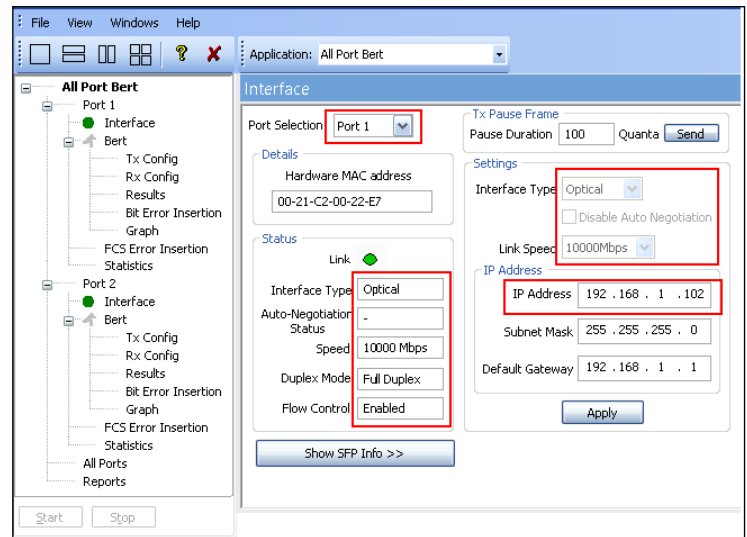 File View Windows Help
Application: All Port Bert
All Port Bert
Port 1
Interface
Bert
Tx Config
Rx Config
Results
Bit Error Insertion
Graph
FCS Error Insertion
Statistics
Port 2
Interface
Bert
Tx Config
Rx Config
Results
Bit Error Insertion
Graph
FCS Error Insertion
Statistics
All Ports
Reports
Start Stop
Interface
Port Selection Port 1
Details
Hardware MAC address
00-21-C2-00-22-E7
Status
Link
Interface Type Optical
Auto-Negotiation
Status -
Speed 10000 Mbps
Duplex Mode Full Duplex
Flow Control Enabled
Show SFP Info >>
Tx Pause Frame
Pause Duration 100 Quanta Send
Settings
Interface Type Optical
Disable Auto Negotiation
Link Speed 10000Mbps
IP Address
IP Address 192 .168 . 1 .102
Subnet Mask 255 .255 .255 . 0
Default Gateway 192 .168 . 1 . 1
Apply